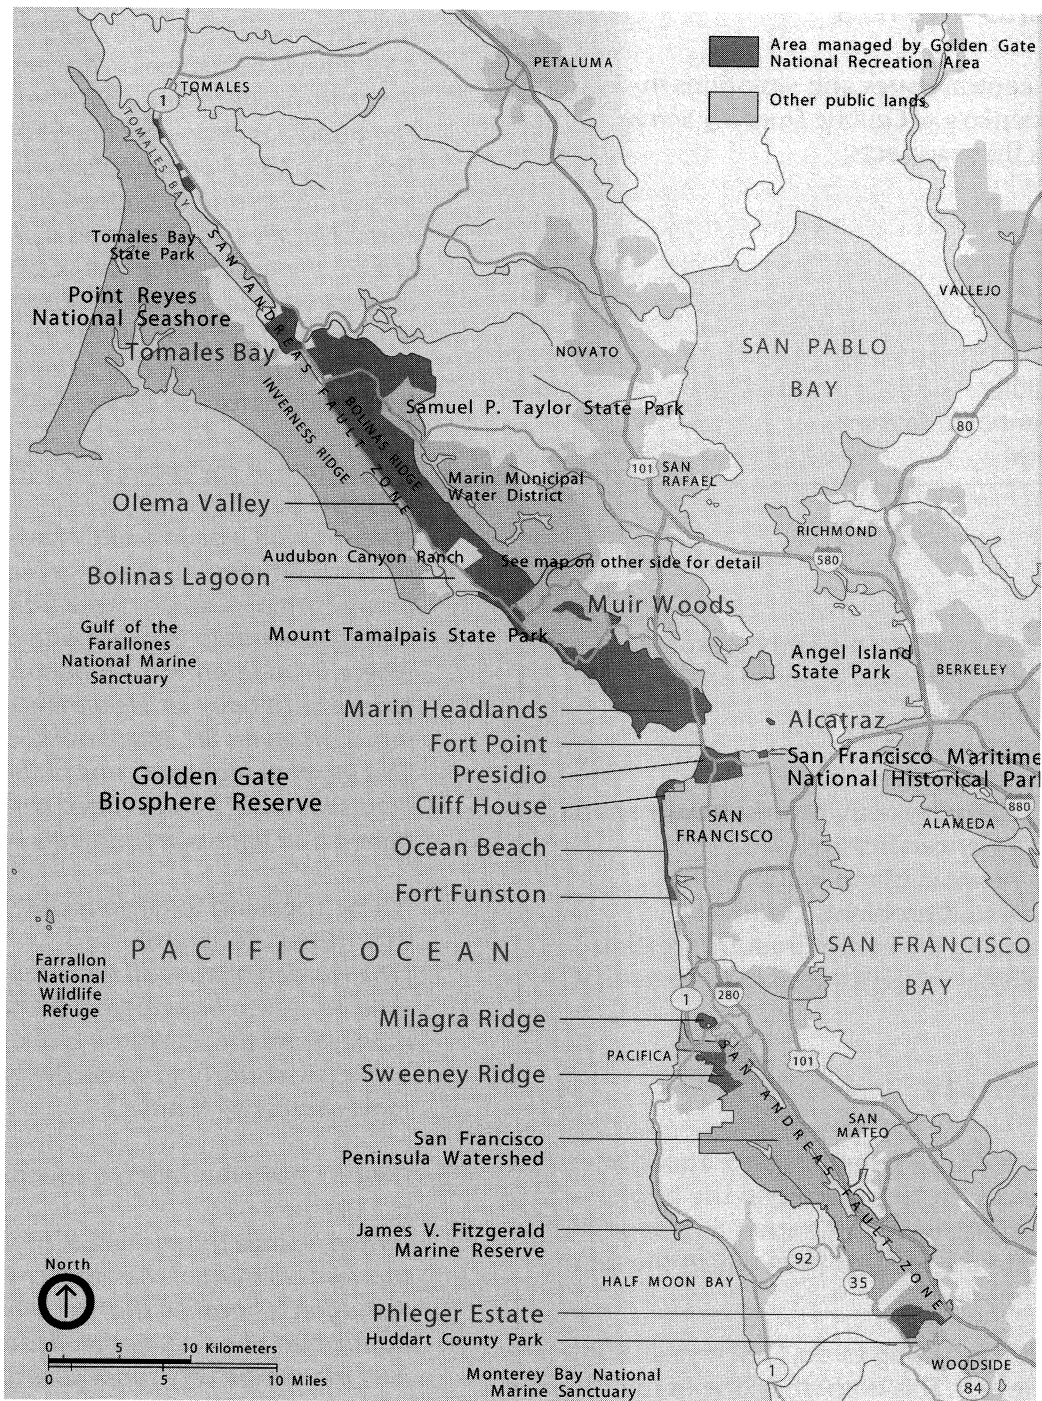 Area managed by Golden Gate
National Recreation Area
Other public lands
PETALUMA
TOMALES
1
TOMALES BAY
Tomales Bay
State Park
SAW ANDREAS FAULT ZONE
Point Reyes
National Seashore
Tomales Bay
VALLEJO
NOVATO
SAN PABLO
BAY
INVERNESS RIDGE
BOLINAS RIDGE
Samuel P. Taylor State Park
80
101
SAN
RAFAEL
Marin Municipal
Water District
Olema Valley
RICHMOND
580
Audubon Canyon Ranch
See map on other side for detail
Bolinas Lagoon
Muir Woods
Gulf of the
Farallones
National Marine
Sanctuary
Mount Tamalpais State Park
Angel Island
State Park
BERKELEY
Marin Headlands
Alcatraz
Fort Point
San Francisco Maritime
National Historical Park
Presidio
Golden Gate
Biosphere Reserve
Cliff House
880
SAN
FRANCISCO
ALAMEDA
Ocean Beach
Fort Funston
PACIFIC OCEAN
SAN FRANCISCO
BAY
Farrallon
National
Wildlife
Refuge
1
280
Milagra Ridge
PACIFICA
101
Sweeney Ridge
SAN ANDREAS FAULT ZONE
SAN
MATEO
San Francisco
Peninsula Watershed
James V. Fitzgerald
Marine Reserve
92
North
HALF MOON BAY
35
Phleger Estate
Huddart County Park
0 5 10 Kilometers
0 5 10 Miles
WOODSIDE
1
84
Monterey Bay National
Marine Sanctuary